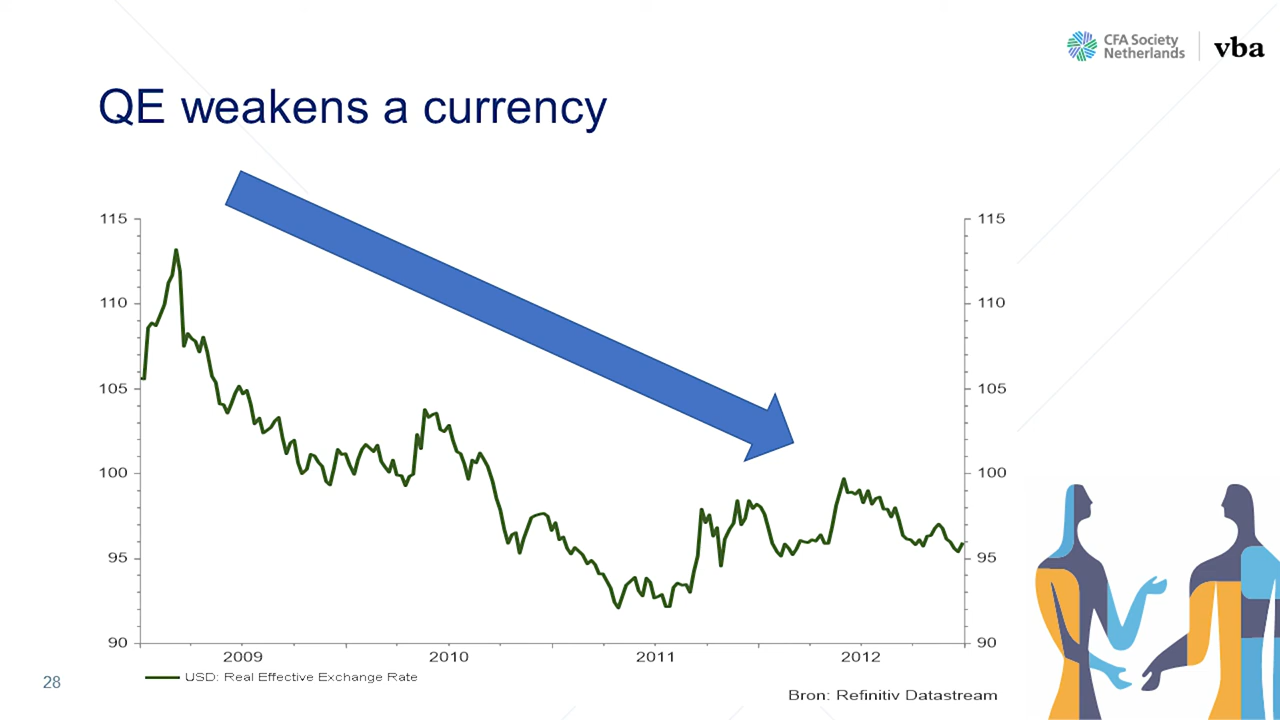 CFA Society
Netherlands
vba
QE weakens a currency
115
115
110
110
105
105
100
100
95
95
90
90
2009
2010
2011
2012
USD: Real Effective Exchange Rate
28
Bron: Refinitiv Datastream